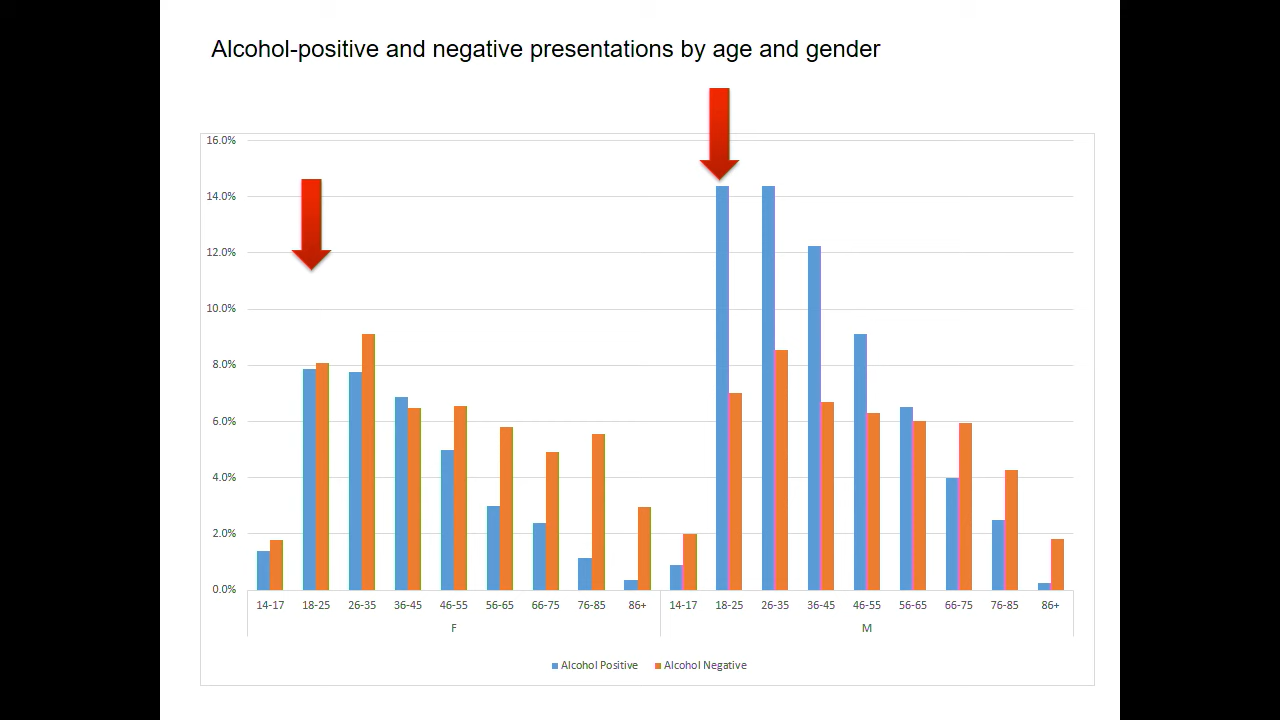 Alcohol-positive and negative presentations by age and gender
16.0%
14.0%
12.0%
10.0%
8.0%
6.0%
4.0%
2.0%
0.0%
14-17 18-25 26-35 36-45 46-55 56-65 66-75 76-85 86+ 14-17 18-25 26-35 36-45 46-55 56-65 66-75 76-85 86+
F M
Alcohol Positive Alcohol Negative